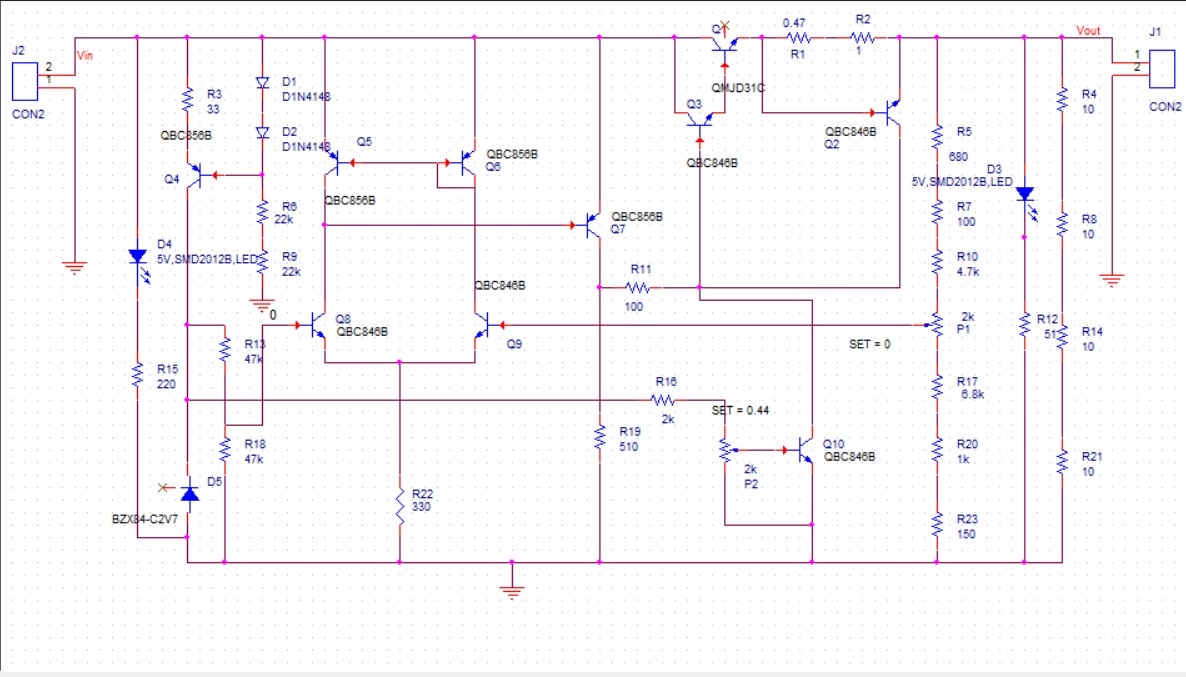 J2
2
1
CON2
Vin
R3
33
QBC856B
Q4
D1
D1N4148
D2
D1N4148
Q5
QBC856B
QBC856B
Q6
R6
22k
R9
22k
0
D4
5V,SMD2012B,LED
Q
QMJD31C
Q3
QBC846B
0.47
R1
R2
1
QBC846B
Q2
Vout
J1
1
2
CON2
R4
10
R5
680
D3
5V,SMD2012B,LED
R7
100
R8
10
R10
4.7k
QBC856B
Q7
R11
100
QBC846B
Q8
QBC846B
Q9
2k
P1
SET = 0
R12
51
R14
10
R13
47k
R15
220
R16
2k
SET = 0.44
R17
6.8k
R18
47k
R19
510
2k
P2
Q10
QBC846B
R20
1k
R21
10
D5
BZX84-C2V7
R22
330
R23
150